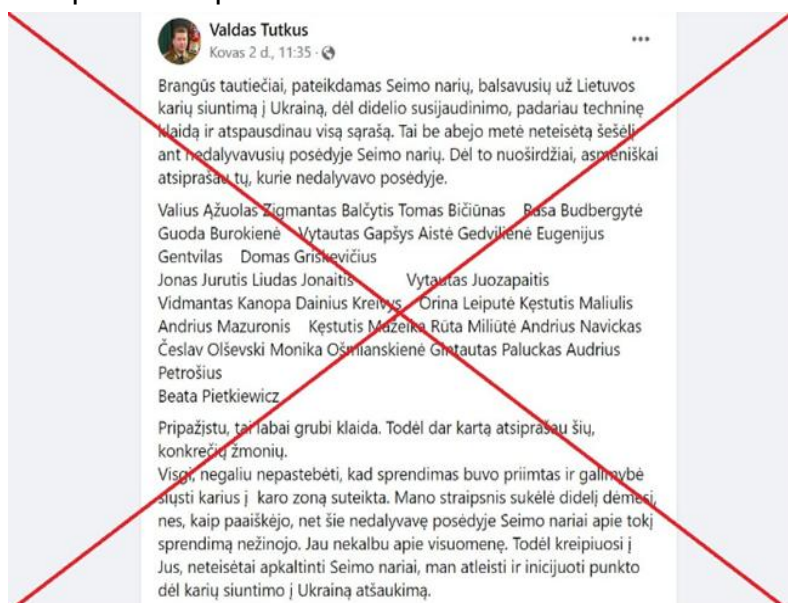 Valdas Tutkus
Kovas 2 d., 11:35 ·
Brangūs tautiečiai, pateikdamas Seimo narių, balsavusių už Lietuvos
karių siuntimą į Ukrainą, dėl didelio susijaudinimo, padariau techninę
klaidą ir atspausdinau visą sąrašą. Tai be abejo metė neteisėtą šešėlį
ant nedalyvavusių posėdyje Seimo narių. Dėl to nuoširdžiai, asmeniškai
atsiprašau tų, kurie nedalyvavo posėdyje.
Valius Ąžuolas Zigmantas Balčytis Tomas Bičiūnas Rasa Budbergytė
Guoda Burokienė Vytautas Gapšys Aistė Gedvilienė Eugenijus
Gentvilas Domas Griškevičius
Jonas Jurutis Liudas Jonaitis Vytautas Juozapaitis
Vidmantas Kanopa Dainius Kreivys Orina Leiputė Kęstutis Maliulis
Andrius Mazuronis Kęstutis Mažeika Rūta Miliūtė Andrius Navickas
Česlav Olševski Monika Ošmianskienė Gintautas Paluckas Audrius
Petrošius
Beata Pietkiewicz
Pripažįstu, tai labai grubi klaida. Todėl dar kartą atsiprašau šių,
konkrečių žmonių.
Visgi, negaliu nepastebėti, kad sprendimas buvo priimtas ir galimybė
siųsti karius į karo zoną suteikta. Mano straipsnis sukėlė didelį dėmesį,
nes, kaip paaiškėjo, net šie nedalyvavę posėdyje Seimo nariai apie tokį
sprendimą nežinojo. Jau nekalbu apie visuomenę. Todėl kreipiuosi į
Jus, neteisėtai apkaltinti Seimo nariai, man atleisti ir inicijuoti punkto
dėl karių siuntimo į Ukrainą atšaukimą.